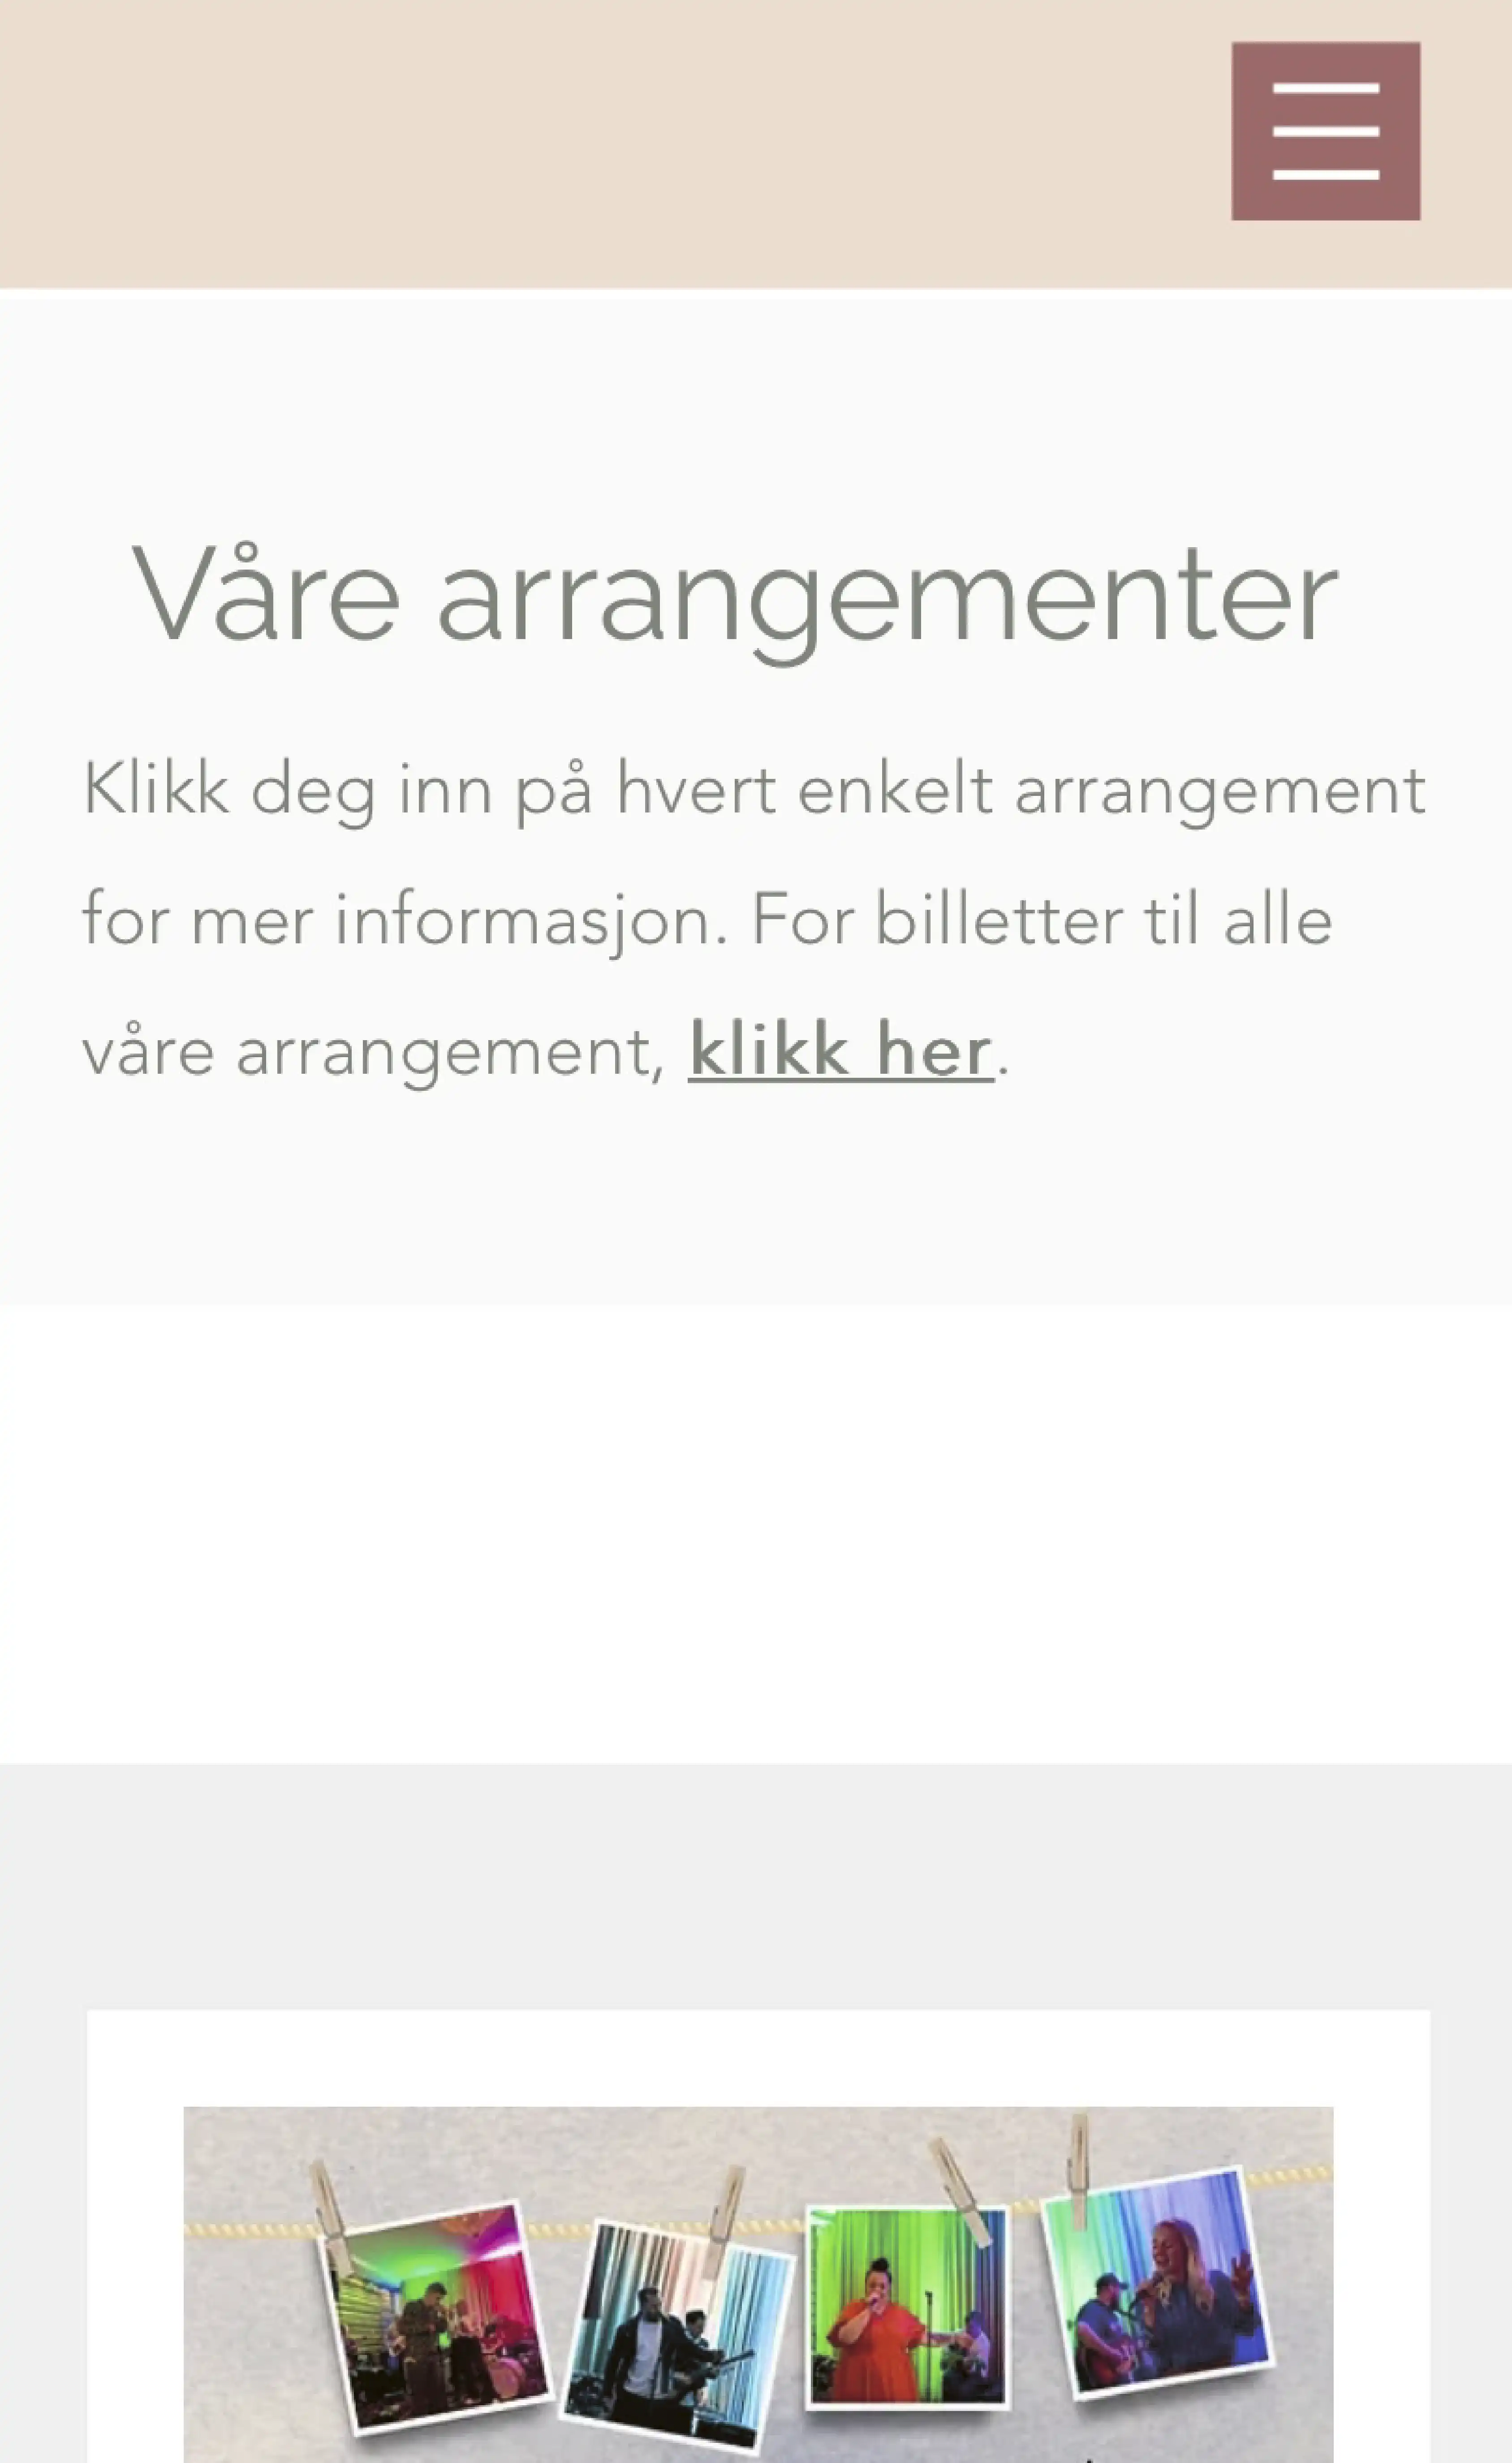 Våre arrangementer
Klikk deg inn på hvert enkelt arrangement
for mer informasjon. For billetter til alle
våre arrangement, klikk her.